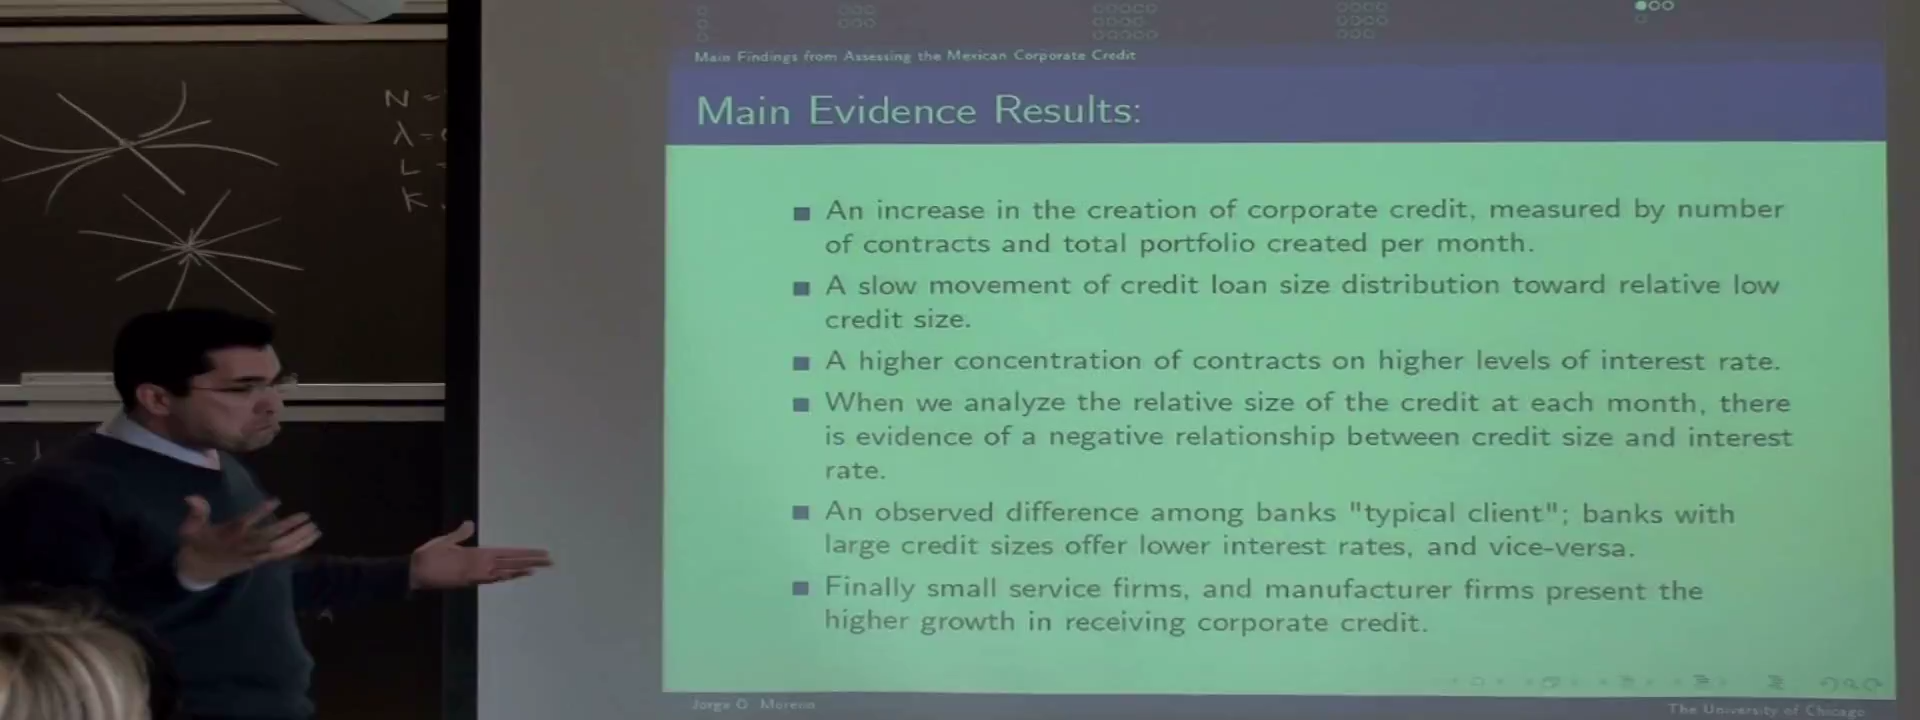 N =
λ =
L
K
Main Findings from Assessing the Mexican Corporate Credit
Main Evidence Results:
An increase in the creation of corporate credit, measured by number
of contracts and total portfolio created per month.
A slow movement of credit loan size distribution toward relative low
credit size.
A higher concentration of contracts on higher levels of interest rate.
When we analyze the relative size of the credit at each month, there
is evidence of a negative relationship between credit size and interest
rate.
An observed difference among banks "typical client"; banks with
large credit sizes offer lower interest rates, and vice-versa.
Finally small service firms, and manufacturer firms present the
higher growth in receiving corporate credit.
Jorge O. Moreno
The University of Chicago